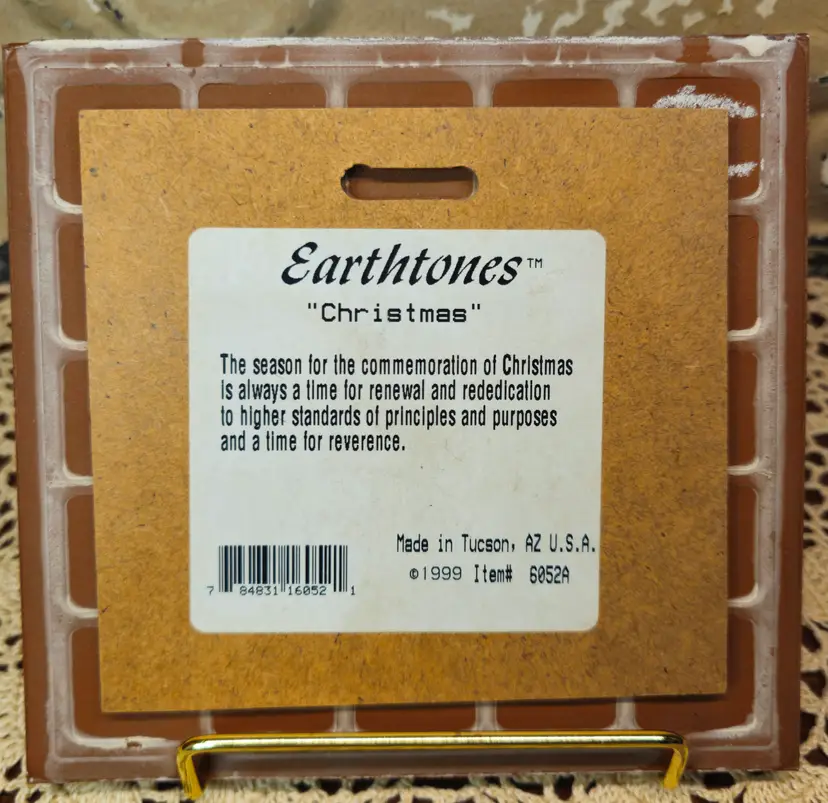 Earthtones™
"Christmas"
The season for the commemoration of Christmas
is always a time for renewal and rededication
to higher standards of principles and purposes
and a time for reverence.
Made in Tucson, AZ U.S.A.
©1999 Item# 6052A
7 84831 16052 1